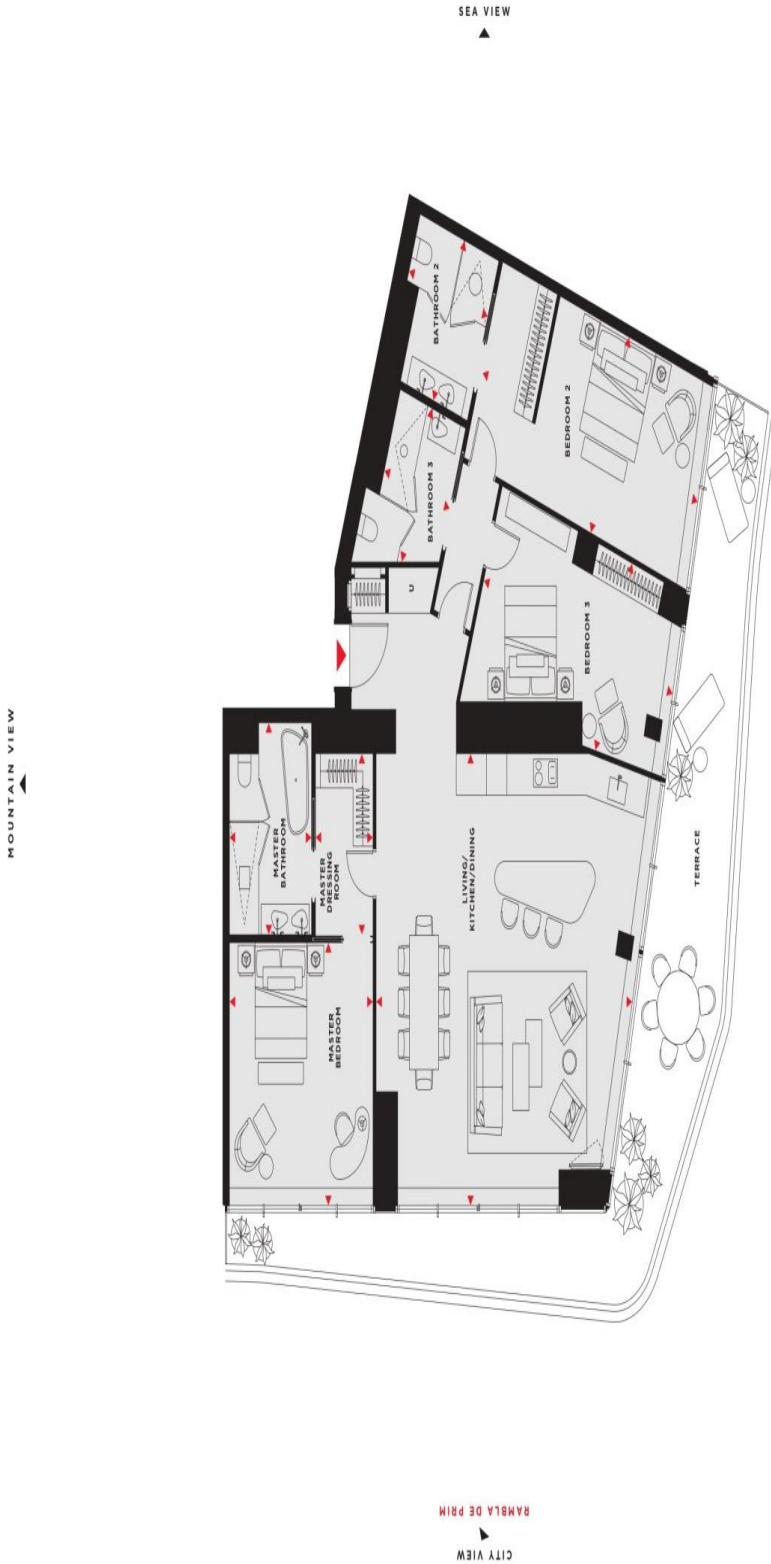 SEA VIEW
BATHROOM 2
BEDROOM 2
BATHROOM 3
U
BEDROOM 3
MOUNTAIN VIEW
MASTER
BATHROOM
MASTER
DRESSING
ROOM
LIVING/
KITCHEN/DINING
TERRACE
MASTER
BEDROOM
RAMBLA DE PRIM
CITY VIEW